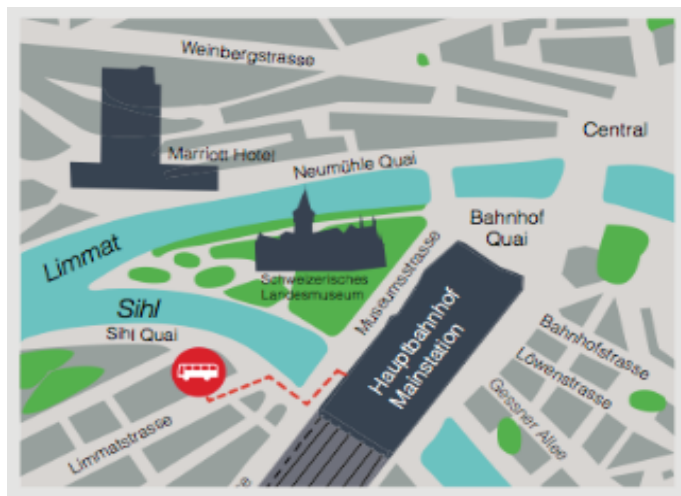 Weinbergstrasse
Central
Marriott Hotel
Neumühle Quai
Bahnhof
Quai
Limmat
Schweizerisches
Landesmuseum
Museumsstrasse
Sihl
Sihl Quai
Hauptbahnhof
Mainstation
Bahnhofstrasse
Löwenstrasse
Gessner Allee
Limmatstrasse